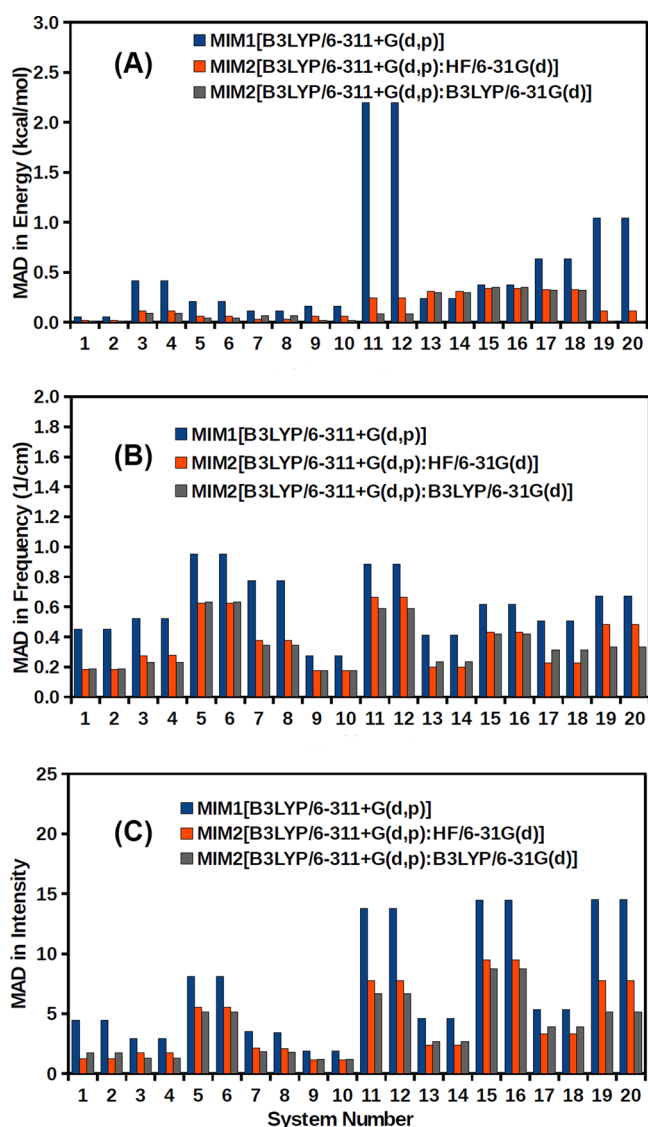 (A)
MIM1[B3LYP/6-311+G(d,p)]
MIM2[B3LYP/6-311+G(d,p):HF/6-31G(d)]
MIM2[B3LYP/6-311+G(d,p):B3LYP/6-31G(d)]
MAD in Energy (kcal/mol)
3.0
2.5
2.0
1.5
1.0
0.5
0.0
1 2 3 4 5 6 7 8 9 10 11 12 13 14 15 16 17 18 19 20
(B)
MIM1[B3LYP/6-311+G(d,p)]
MIM2[B3LYP/6-311+G(d,p):HF/6-31G(d)]
MIM2[B3LYP/6-311+G(d,p):B3LYP/6-31G(d)]
MAD in Frequency (1/cm)
2.0
1.8
1.6
1.4
1.2
1.0
0.8
0.6
0.4
0.2
0.0
1 2 3 4 5 6 7 8 9 10 11 12 13 14 15 16 17 18 19 20
(C)
MIM1[B3LYP/6-311+G(d,p)]
MIM2[B3LYP/6-311+G(d,p):HF/6-31G(d)]
MIM2[B3LYP/6-311+G(d,p):B3LYP/6-31G(d)]
MAD in Intensity
25
20
15
10
5
0
1 2 3 4 5 6 7 8 9 10 11 12 13 14 15 16 17 18 19 20
System Number